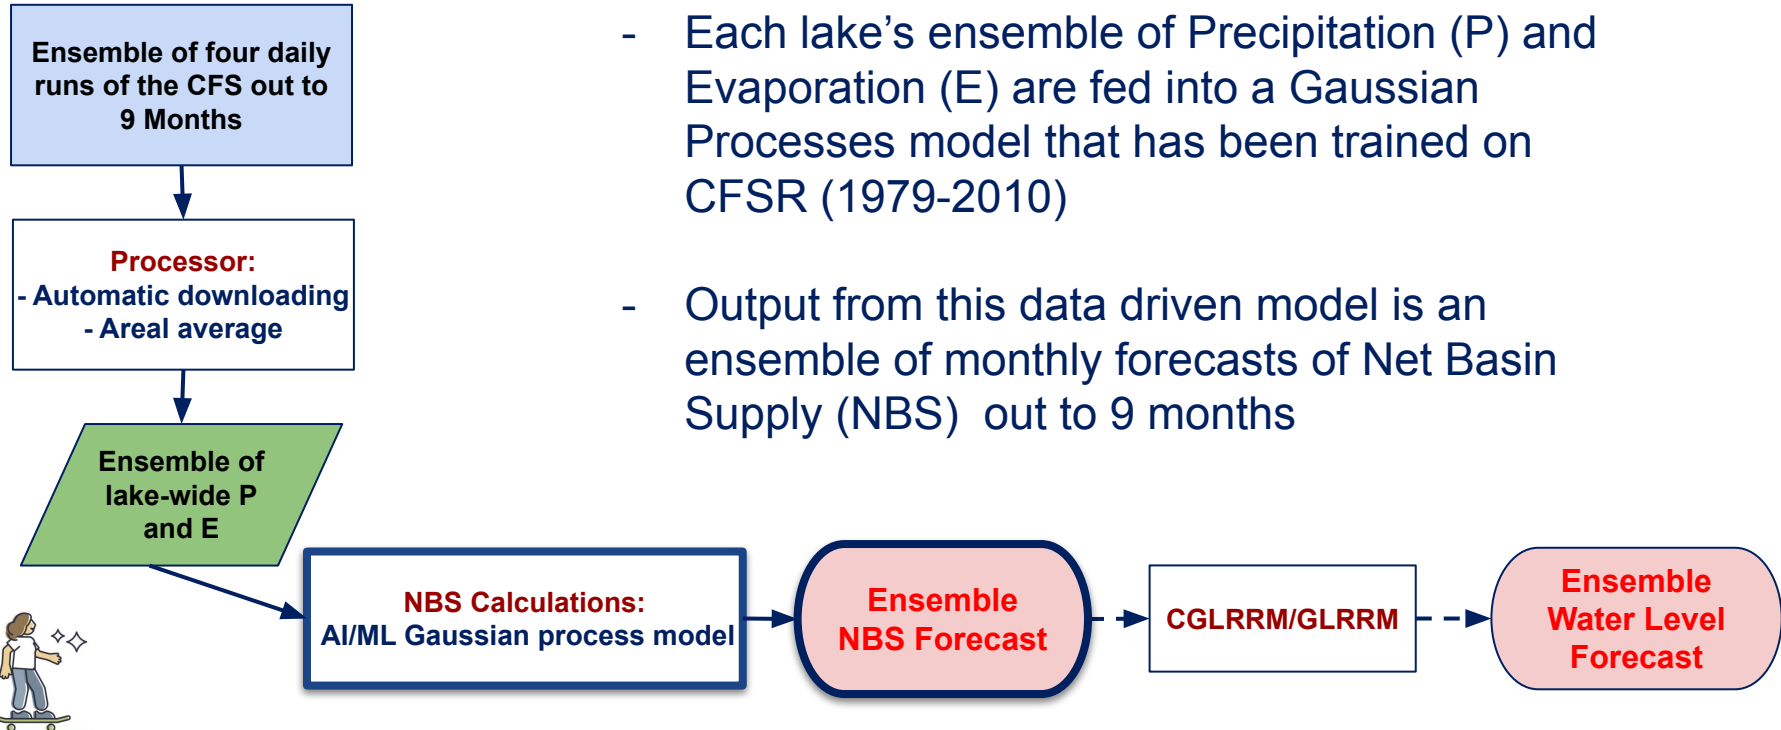 Ensemble of four daily
runs of the CFS out to
9 Months
Processor:
- Automatic downloading
- Areal average
Ensemble of
lake-wide P
and E
- Each lake’s ensemble of Precipitation (P) and
Evaporation (E) are fed into a Gaussian
Processes model that has been trained on
CFSR (1979-2010)
- Output from this data driven model is an
ensemble of monthly forecasts of Net Basin
Supply (NBS)  out to 9 months
NBS Calculations:
AI/ML Gaussian process model
Ensemble
NBS Forecast
CGLRRM/GLRRM
Ensemble
Water Level
Forecast